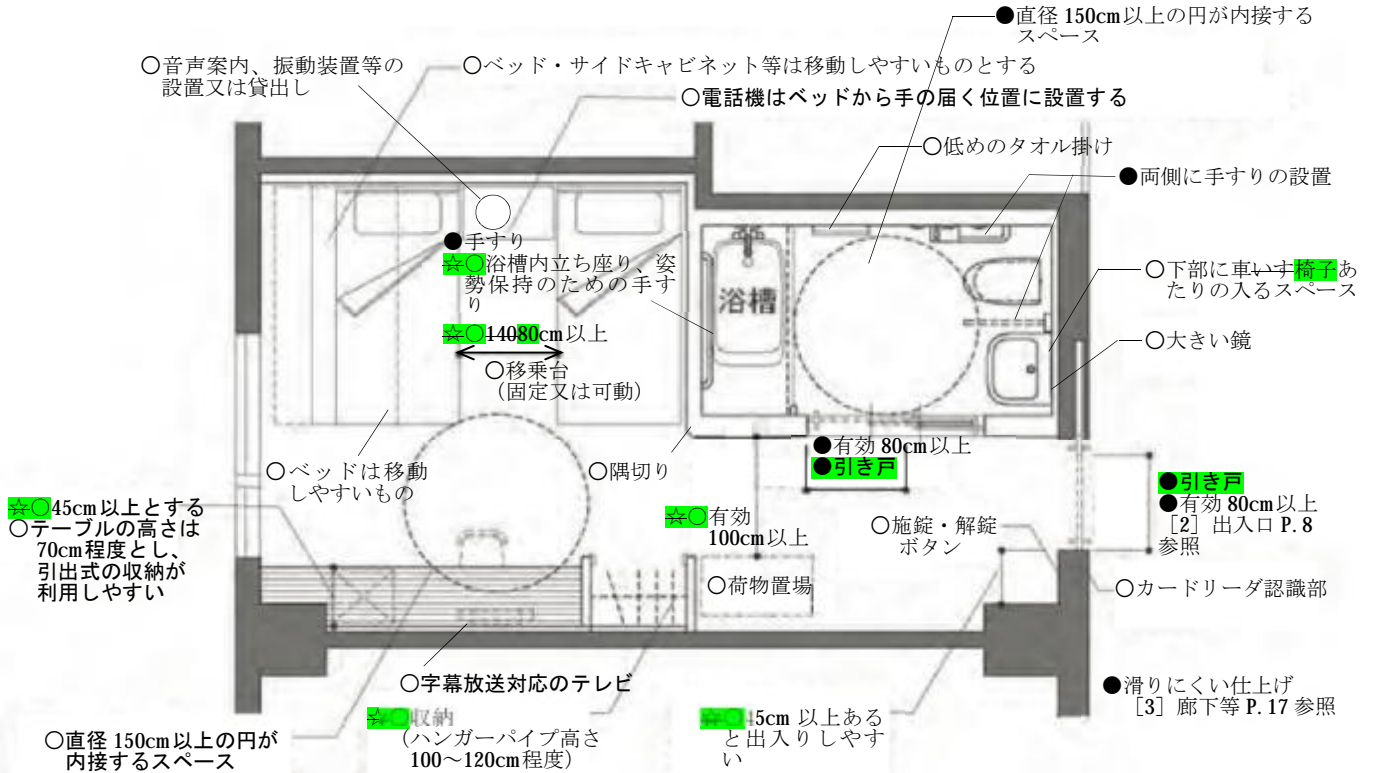 ●直径 150cm以上の円が内接する
スペース
○音声案内、振動装置等の
設置又は貸出し
○ベッド・サイドキャビネット等は移動しやすいものとする
○電話機はベッドから手の届く位置に設置する
○低めのタオル掛け
●両側に手すりの設置
●手すり
☆○浴槽内立ち座り、姿
勢保持のための手す
り
浴槽
○下部に車いす椅子あ
たりの入るスペース
☆○14080cm以上
○大きい鏡
○移乗台
(固定又は可動)
●有効 80cm以上
●引き戸
○ベッドは移動
しやすいもの
○隅切り
●引き戸
●有効 80cm以上
[2] 出入口 P. 8
参照
☆○45cm以上とする
○テーブルの高さは
70cm程度とし、
引出式の収納が
利用しやすい
☆○有効
100cm以上
○施錠・解錠
ボタン
○荷物置場
○カードリーダ認識部
○字幕放送対応のテレビ
●滑りにくい仕上げ
[3] 廊下等 P. 17 参照
☆○収納
(ハンガーパイプ高さ
100～120cm程度)
☆○45cm 以上ある
と出入りしやす
い
○直径 150cm以上の円が
内接するスペース